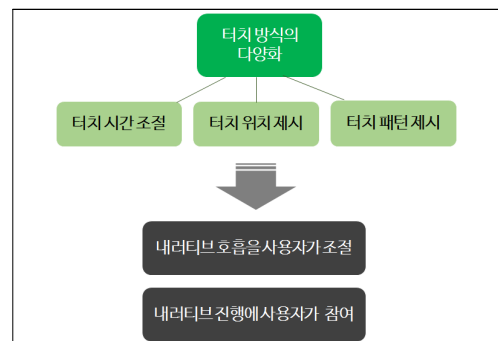 터치 방식의
다양화
터치 시간 조절
터치 위치 제시
터치 패턴 제시
내러티브 호흡을 사용자가 조절
내러티브 진행에 사용자가 참여